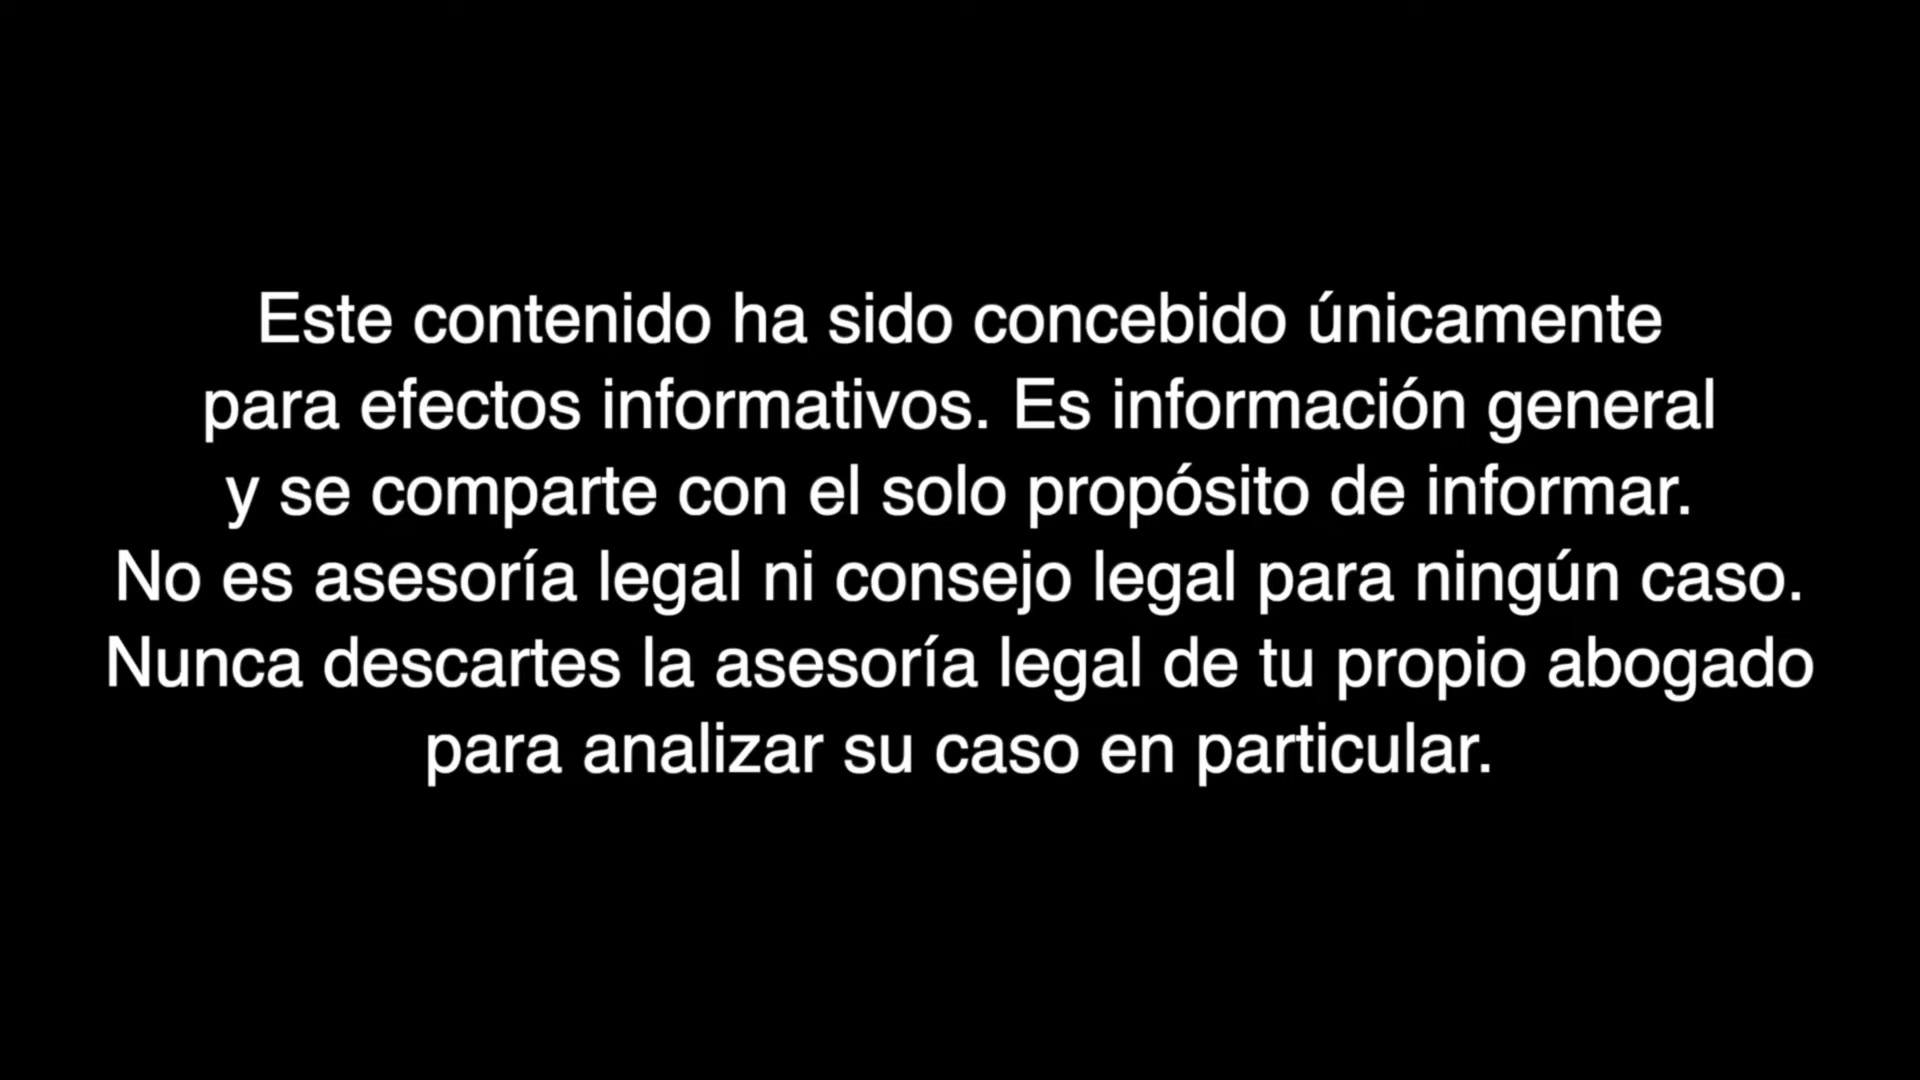 Este contenido ha sido concebido únicamente
para efectos informativos. Es información general
y se comparte con el solo propósito de informar.
No es asesoría legal ni consejo legal para ningún caso.
Nunca descartes la asesoría legal de tu propio abogado
para analizar su caso en particular.